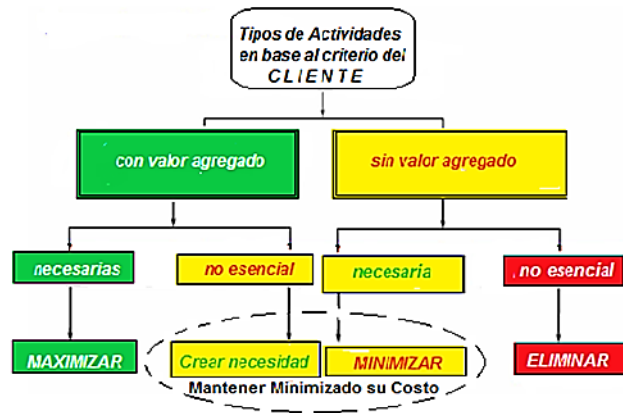 Tipos de Actividades
en base al criterio del
CLIENTE
con valor agregado
sin valor agregado
necesarias
no esencial
necesaria
no esencial
MAXIMIZAR
Crear necesidad
MINIMIZAR
ELIMINAR
Mantener Minimizado su Costo